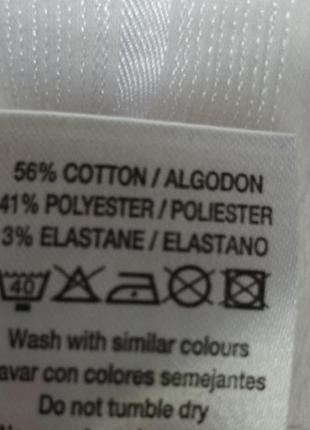 56% COTTON / ALGODON
41% POLYESTER / POLIESTER
3% ELASTANE / ELASTANO
40
Wash with similar colours
avar con colores semejantes
Do not tumble dry